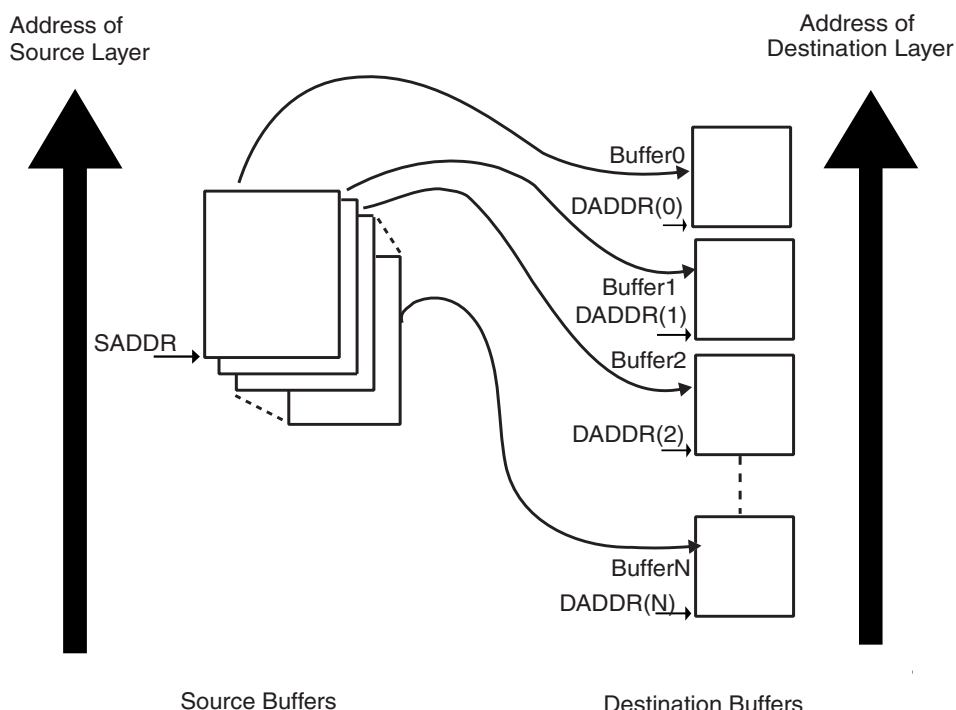 Address of
Source Layer
Address of
Destination Layer
Buffer0
DADDR(0)
Buffer1
DADDR(1)
SADDR
Buffer2
DADDR(2)
BufferN
DADDR(N)
Source Buffers
Destination Buffers